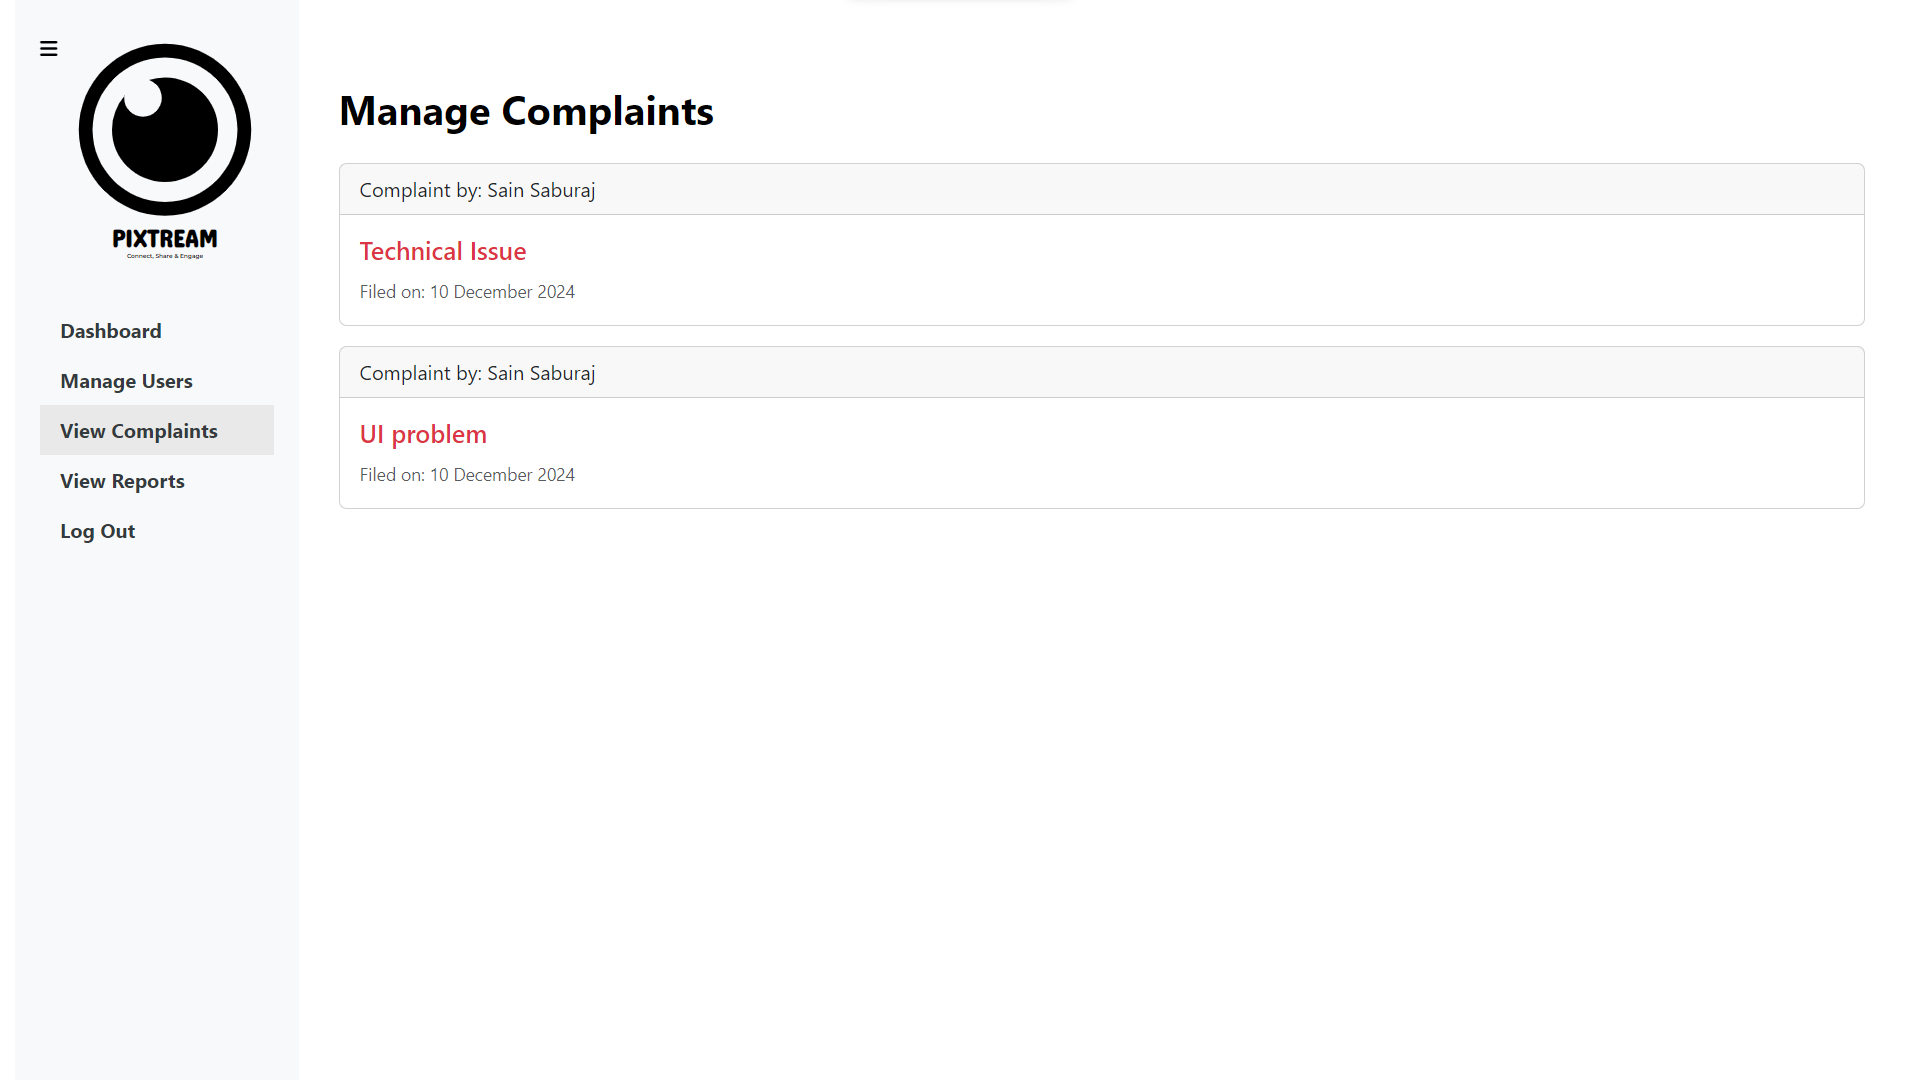 PIXTREAM
Connect, Share & Engage
Dashboard
Manage Users
View Complaints
View Reports
Log Out
Manage Complaints
Complaint by: Sain Saburaj
Technical Issue
Filed on: 10 December 2024
Complaint by: Sain Saburaj
UI problem
Filed on: 10 December 2024